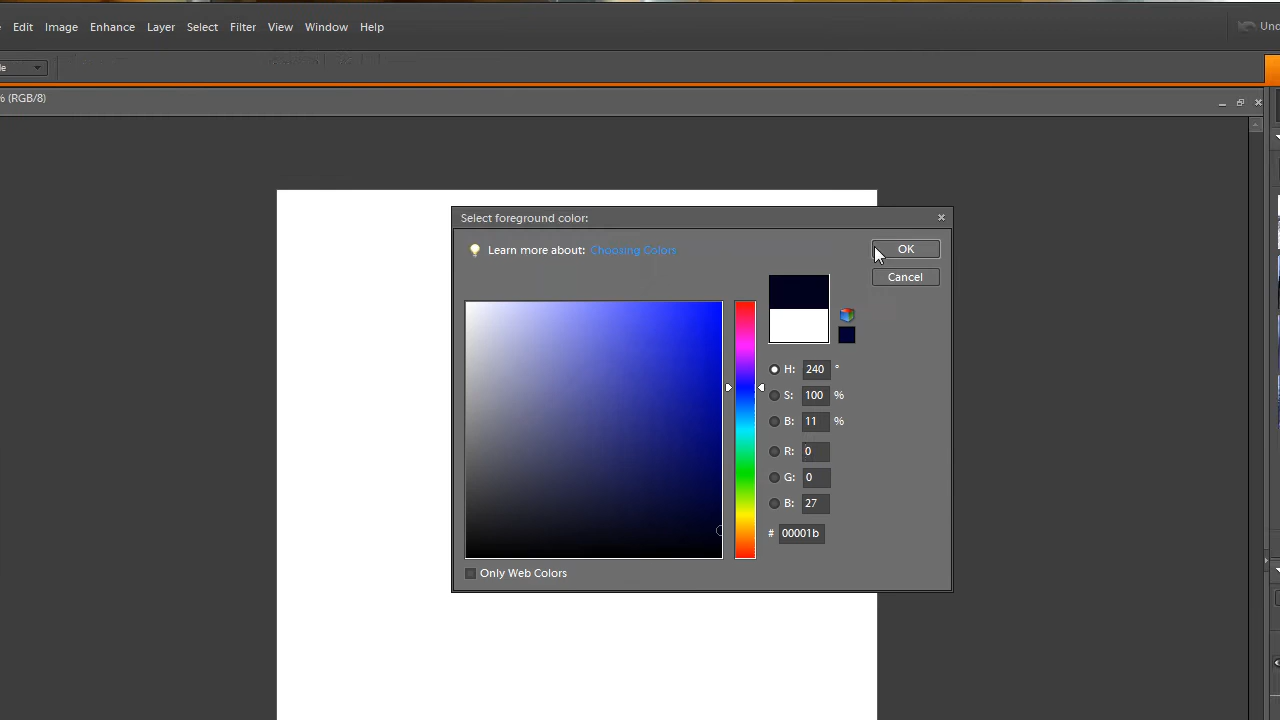 Edit Image Enhance Layer Select Filter View Window Help
% (RGB/8)
Select foreground color:
Learn more about: Choosing Colors
OK
Cancel
H: 240 °
S: 100 %
B: 11 %
R: 0
G: 0
B: 27
# 00001b
Only Web Colors